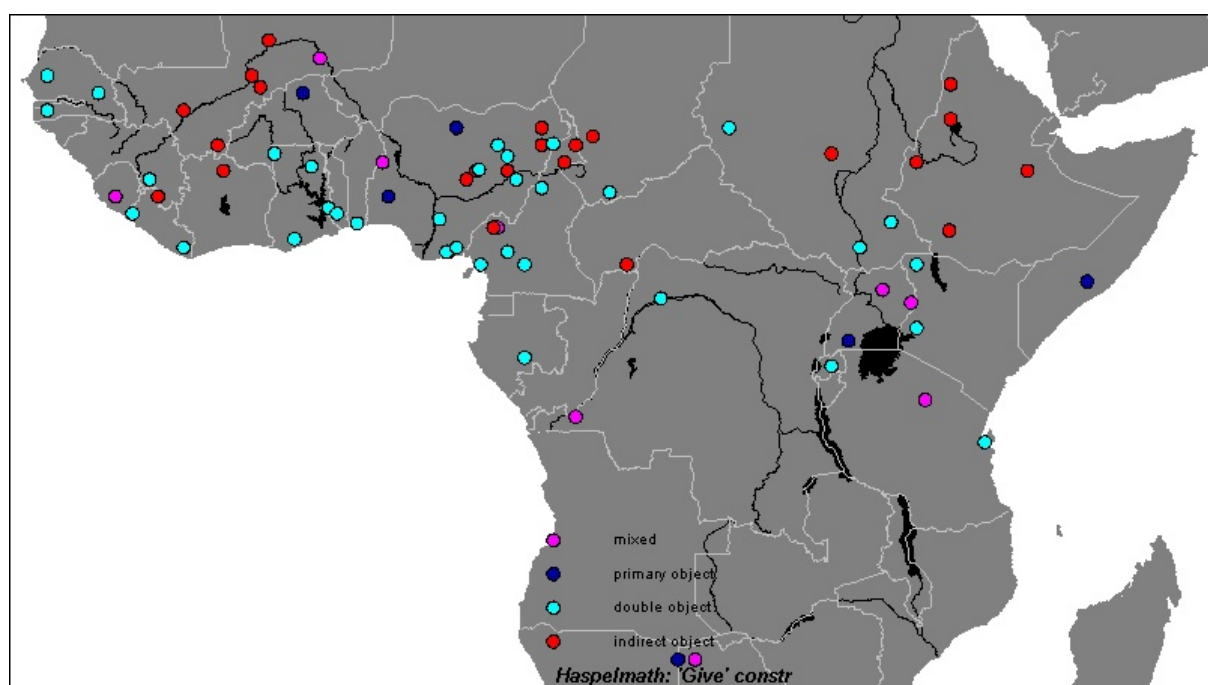 mixed
primary object
double object
indirect object
Haspelmath: 'Give' constr